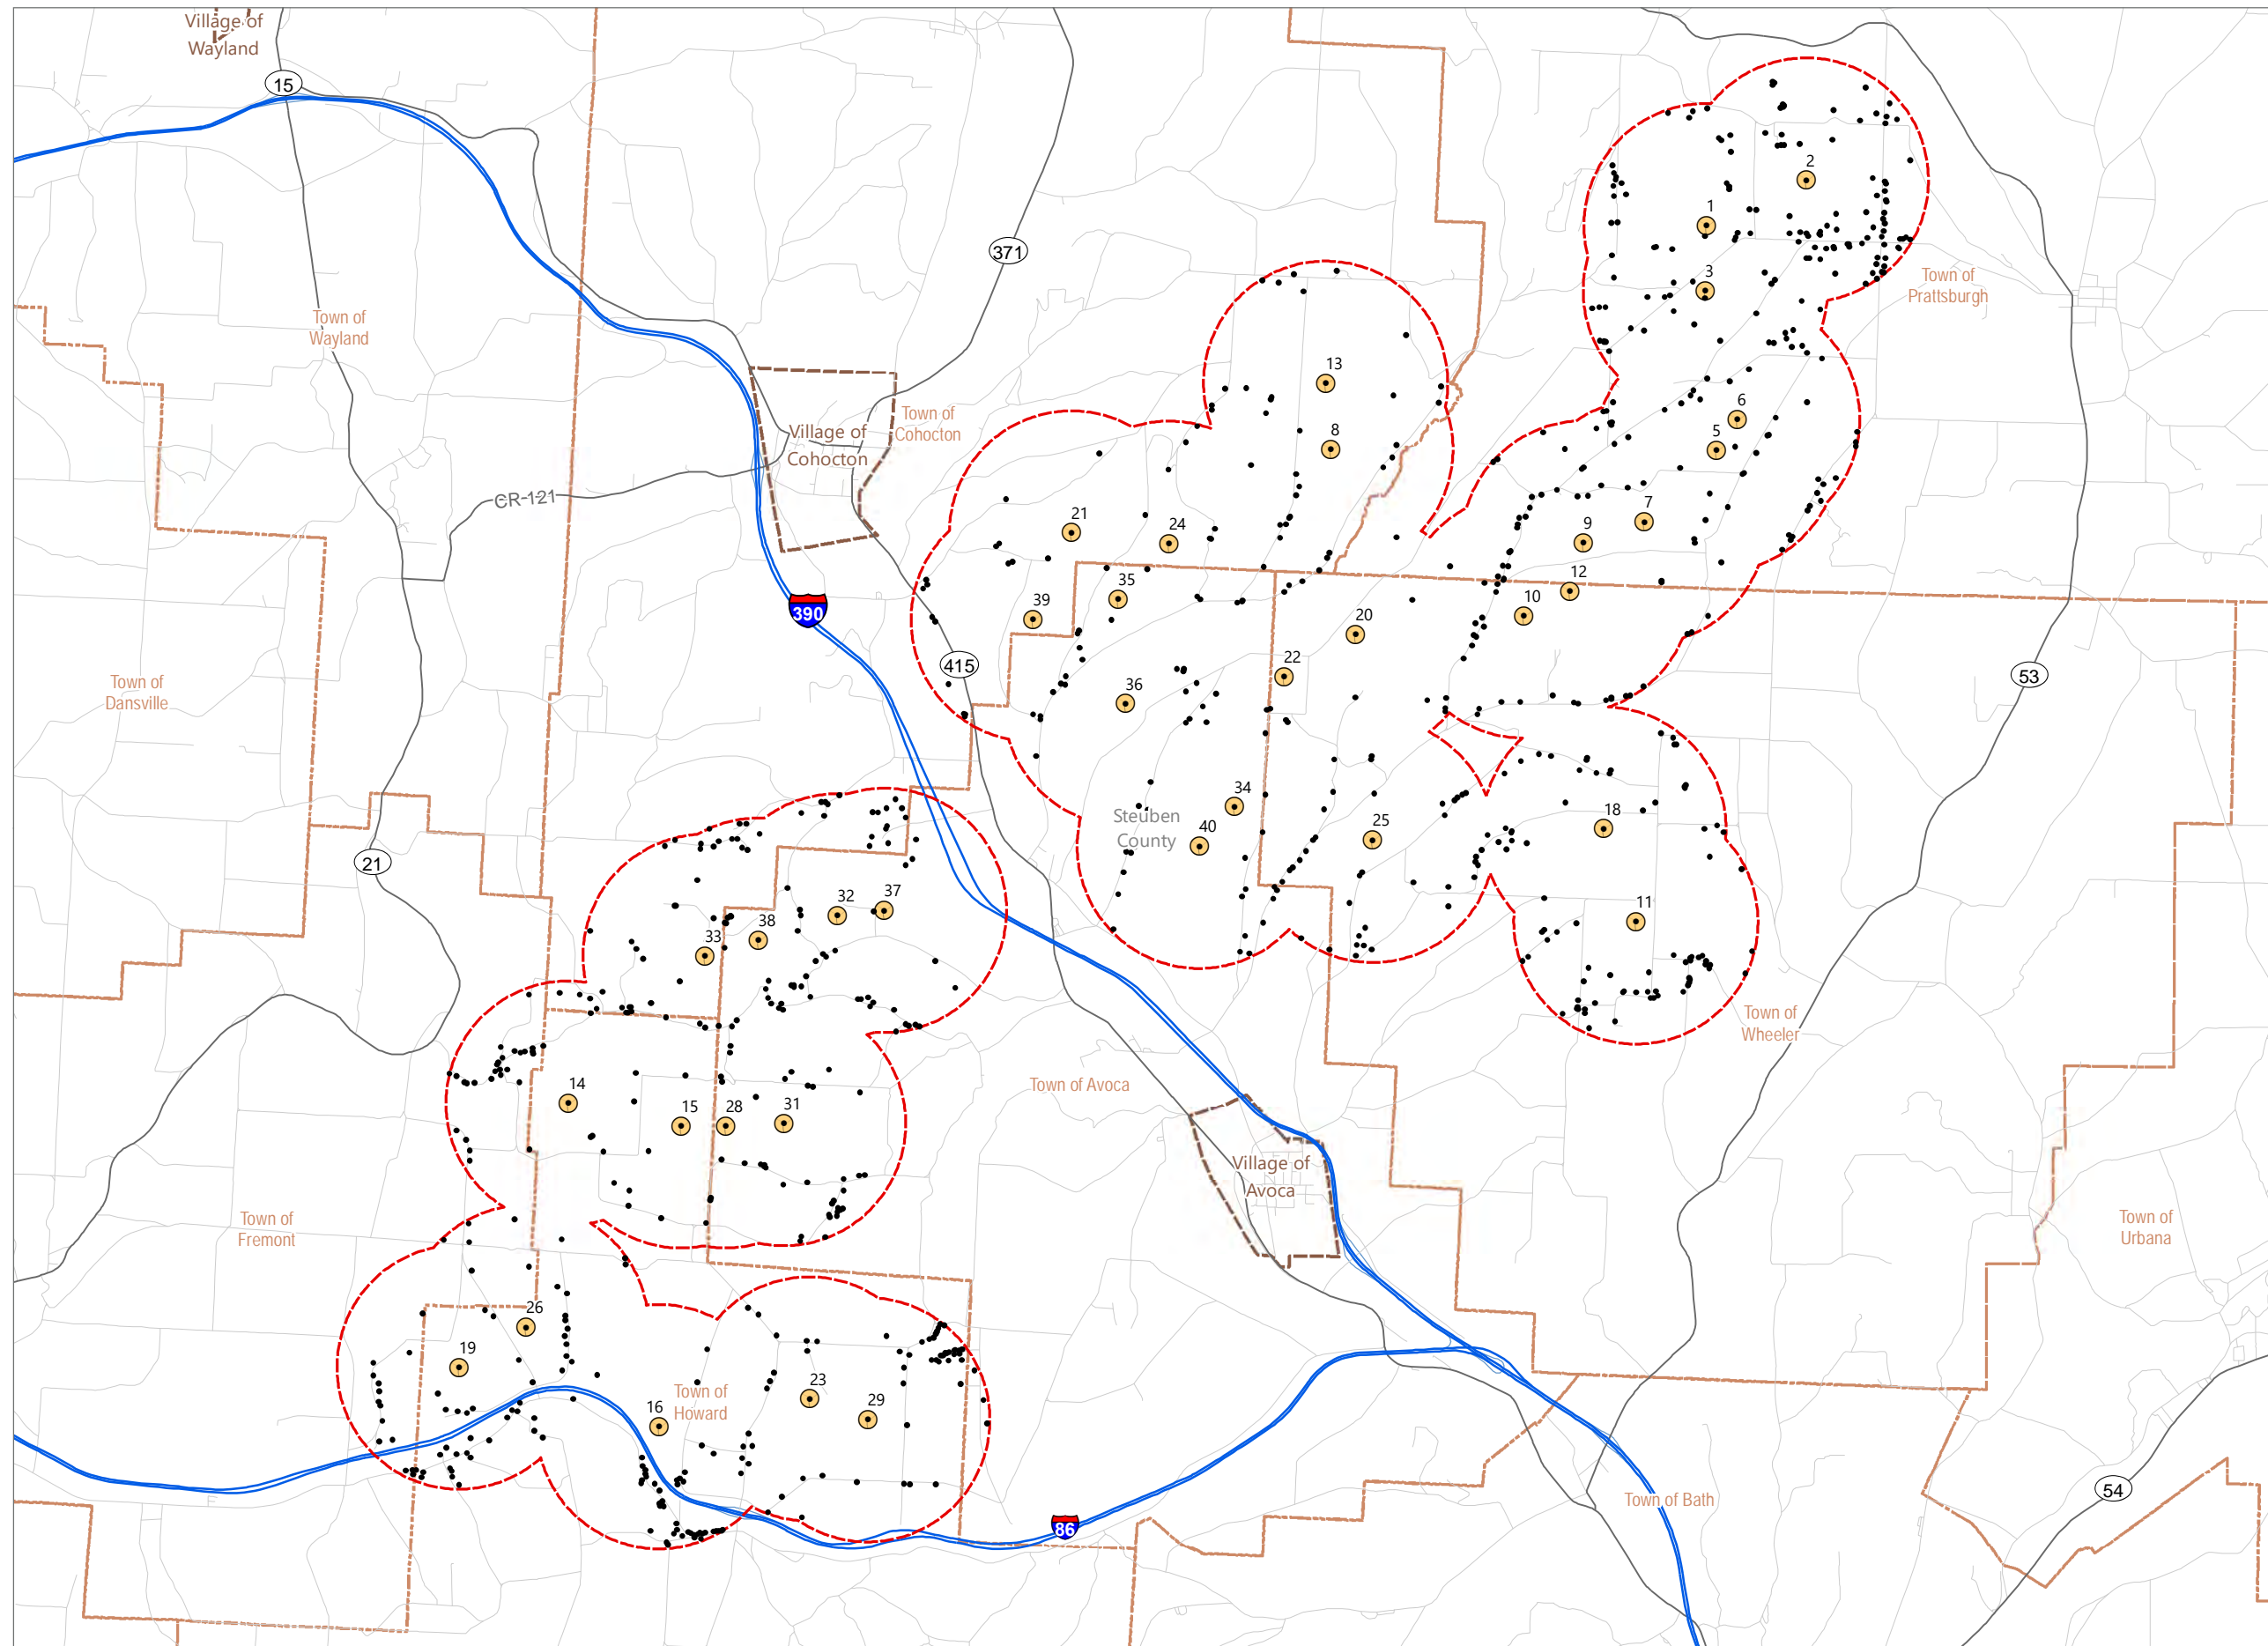 Village of
Wayland
15
2
1
371
3
Town of
Prattsburgh
Town of
Wayland
13
6
Town of
Cohocton
Village of
Cohocton
8
5
CR-121
7
21
24
9
12
35
390
39
10
20
415
22
53
36
Town of
Dansville
34
Steuben
County
18
25
40
21
32
37
11
38
33
Town of
Wheeler
14
Town of Avoca
15
28
31
Village of
Avoca
Town of
Fremont
Town of
Urbana
26
19
23
Town of
Howard
29
16
54
Town of Bath
86